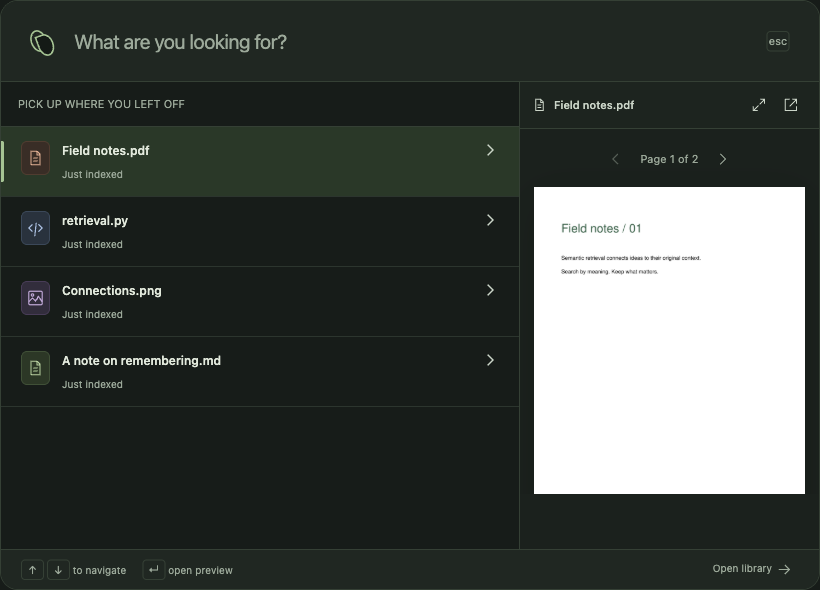 What are you looking for?
esc
PICK UP WHERE YOU LEFT OFF
Field notes.pdf
Just indexed
retrieval.py
Just indexed
Connections.png
Just indexed
A note on remembering.md
Just indexed
Field notes.pdf
Page 1 of 2
Field notes / 01
Semantic retrieval connects ideas to their original context.
Search by meaning. Keep what matters.
to navigate
open preview
Open library